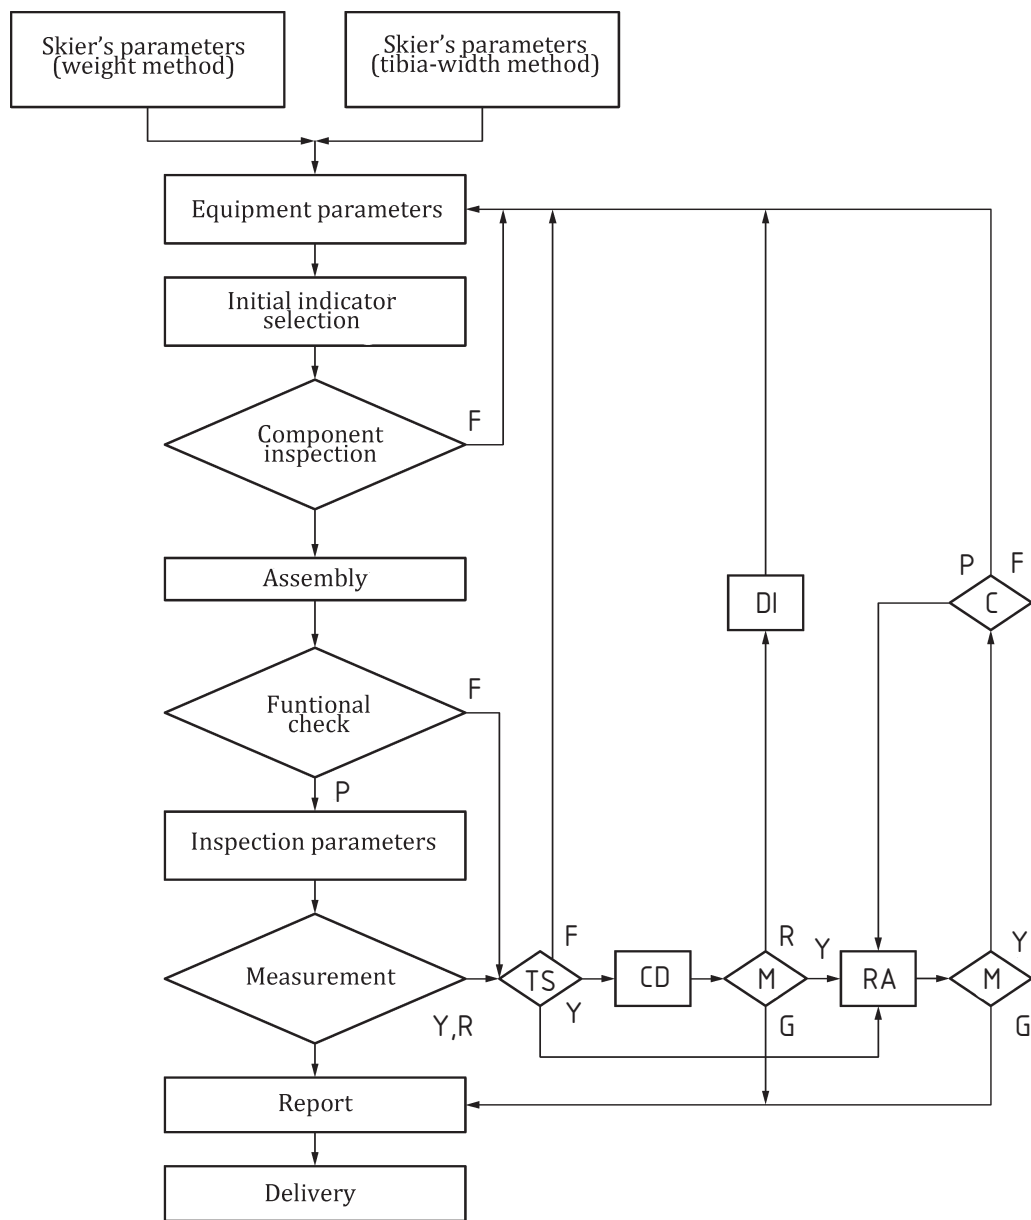 Skier's parameters
(weight method)
Skier's parameters
(tibia-width method)
Equipment parameters
Initial indicator
selection
Component
inspection
F
Assembly
DI
P
F
C
Funtional
check
F
P
Inspection parameters
Measurement
Y,R
F
TS
Y
CD
R
Y
M
G
RA
Y
M
G
Report
Delivery